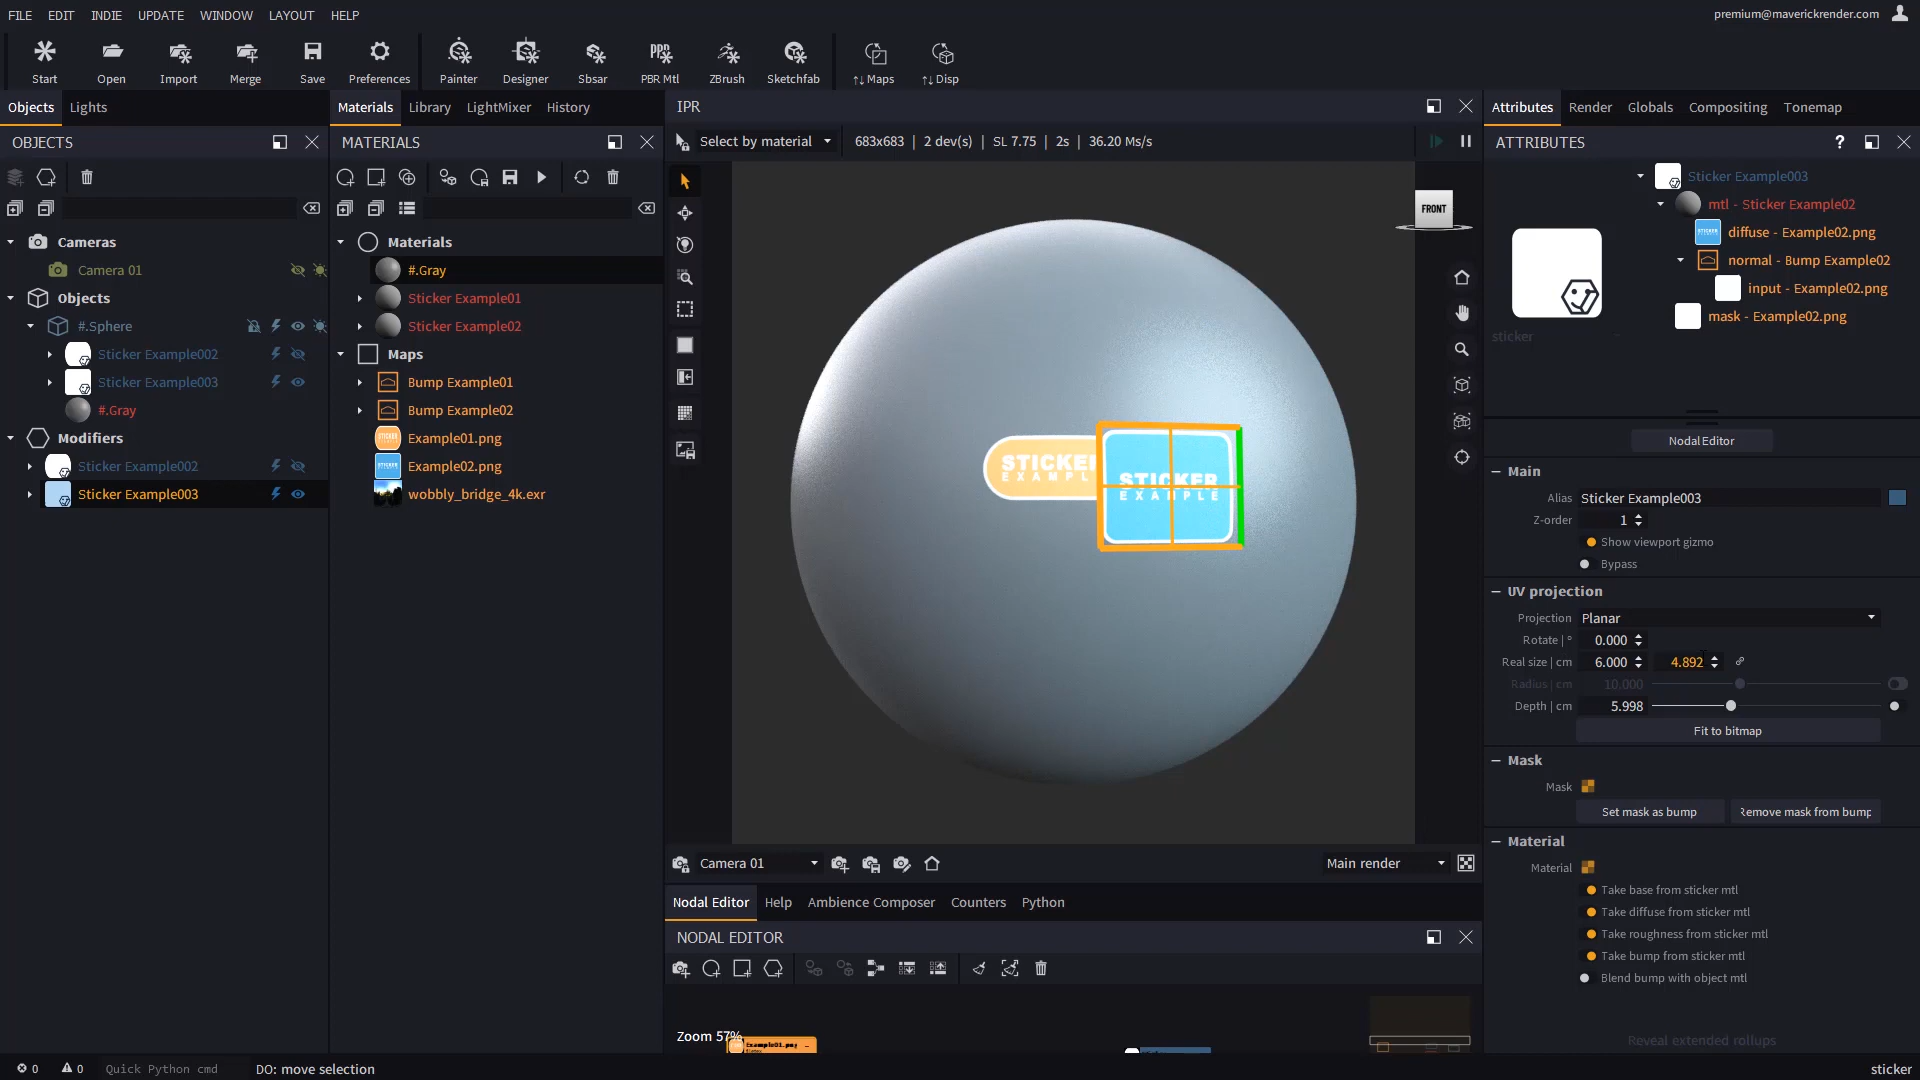 FILE EDIT INDIE UPDATE WINDOW LAYOUT HELP
premium@maverickrender.com
Start Open Import Merge Save Preferences Painter Designer Sbsar PBR Mtl ZBrush Sketchfab ↑↓ Maps ↑↓ Disp
PPR Mtl
Objects Lights
Materials Library LightMixer History
IPR
Attributes Render Globals Compositing Tonemap
OBJECTS
MATERIALS
Select by material 683x683 | 2 dev(s) | SL 7.75 | 2s | 36.20 Ms/s
ATTRIBUTES ?
Cameras
Camera 01
Objects
#.Sphere
Sticker Example002
Sticker Example003
#.Gray
Modifiers
Sticker Example002
Sticker Example003
Materials
#.Gray
Sticker Example01
Sticker Example02
Maps
Bump Example01
Bump Example02
Example01.png
Example02.png
wobbly_bridge_4k.exr
FRONT
STICKER
EXAMPL
STICKER
EXAMPLE
Camera 01
Main render
Nodal Editor Help Ambience Composer Counters Python
NODAL EDITOR
Zoom 57%
Example01.png
Sticker Example003
mtl - Sticker Example02
diffuse - Example02.png
normal - Bump Example02
input - Example02.png
mask - Example02.png
sticker
Nodal Editor
Main
Alias Sticker Example003
Z-order 1
Show viewport gizmo
Bypass
UV projection
Projection Planar
Rotate | ° 0.000
Real size | cm 6.000 4.892
Radius | cm 10.000
Depth | cm 5.998
Fit to bitmap
Mask
Mask
Set mask as bump Remove mask from bump
Material
Material
Take base from sticker mtl
Take diffuse from sticker mtl
Take roughness from sticker mtl
Take bump from sticker mtl
Blend bump with object mtl
Reveal extended rollups
0 0 Quick Python cmd DO: move selection
sticker